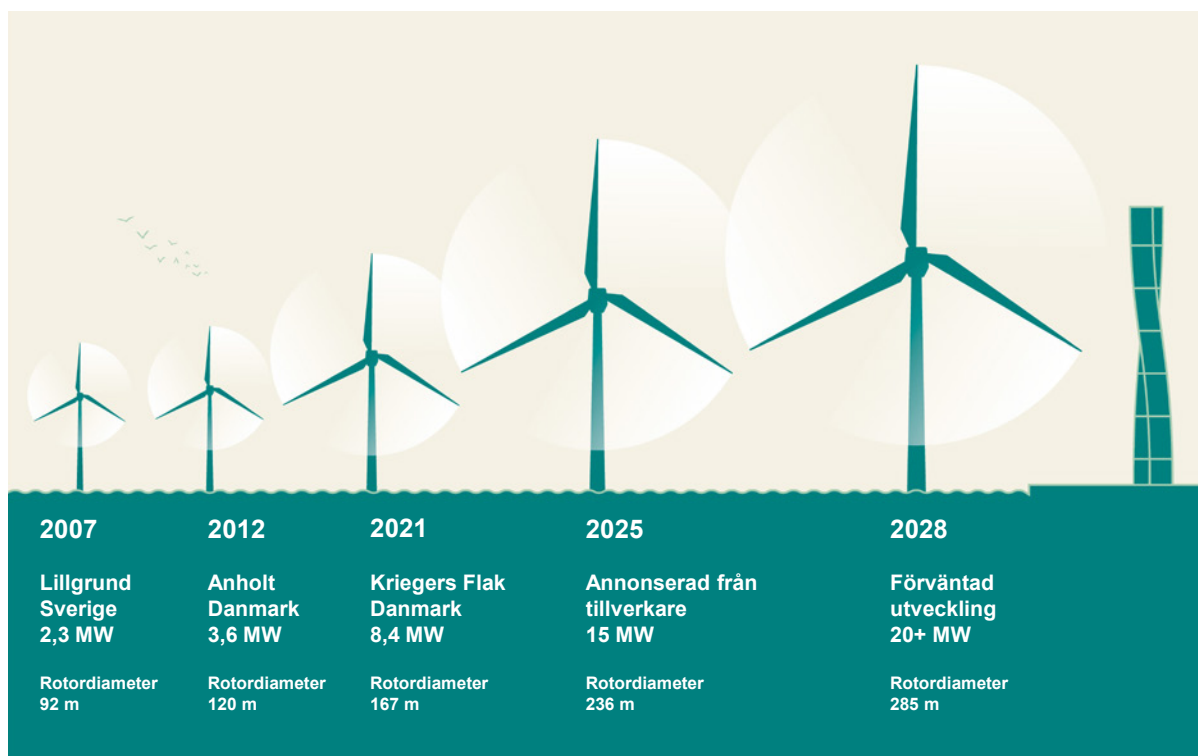 2007
Lillgrund
Sverige
2,3 MW
Rotordiameter
92 m
2012
Anholt
Danmark
3,6 MW
Rotordiameter
120 m
2021
Kriegers Flak
Danmark
8,4 MW
Rotordiameter
167 m
2025
Annonserad från
tillverkare
15 MW
Rotordiameter
236 m
2028
Förväntad
utveckling
20+ MW
Rotordiameter
285 m